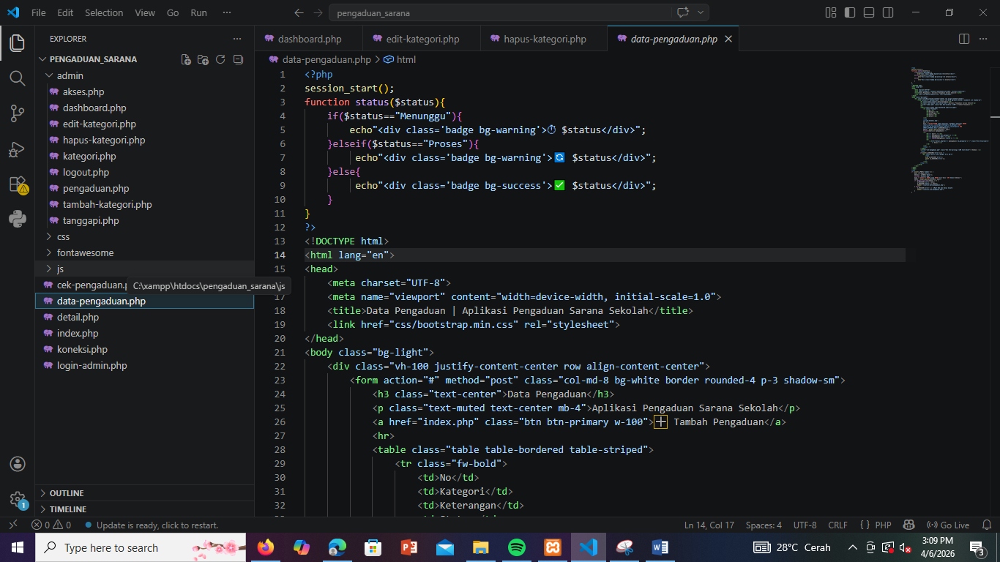 File Edit Selection View Go Run ··· pengaduan_sarana
EXPLORER ···
PENGADUAN_SARANA
admin
akses.php
dashboard.php
edit-kategori.php
hapus-kategori.php
kategori.php
logout.php
pengaduan.php
tambah-kategori.php
tanggapi.php
css
fontawesome
js
cek-pengaduan.p
C:\xampp\htdocs\pengaduan_sarana\js
data-pengaduan.php
detail.php
index.php
koneksi.php
login-admin.php
OUTLINE
TIMELINE
dashboard.php edit-kategori.php hapus-kategori.php data-pengaduan.php
data-pengaduan.php > html
1 <?php
2 session_start();
3 function status($status){
4 if($status=="Menunggu"){
5 echo"<div class='badge bg-warning'>⏱ $status</div>";
6 }elseif($status=="Proses"){
7 echo"<div class='badge bg-warning'>🔄 $status</div>";
8 }else{
9 echo"<div class='badge bg-success'>✅ $status</div>";
10 }
11 }
12 ?>
13 <!DOCTYPE html>
14 <html lang="en">
15 <head>
<meta charset="UTF-8">
17 <meta name="viewport" content="width=device-width, initial-scale=1.0">
18 <title>Data Pengaduan | Aplikasi Pengaduan Sarana Sekolah</title>
19 <link href="css/bootstrap.min.css" rel="stylesheet">
20 </head>
21 <body class="bg-light">
22 <div class="vh-100 justify-content-center row align-content-center">
23 <form action="#" method="post" class="col-md-8 bg-white border rounded-4 p-3 shadow-sm">
24 <h3 class="text-center">Data Pengaduan</h3>
25 <p class="text-muted text-center mb-4">Aplikasi Pengaduan Sarana Sekolah</p>
26 <a href="index.php" class="btn btn-primary w-100">➕ Tambah Pengaduan</a>
27 <hr>
28 <table class="table table-bordered table-striped">
29 <tr class="fw-bold">
30 <td>No</td>
31 <td>Kategori</td>
32 <td>Keterangan</td>
1
0 0 Update is ready, click to restart. Ln 14, Col 17 Spaces: 4 UTF-8 CRLF { } PHP Go Live
Type here to search
28°C Cerah
3:09 PM
4/6/2026
3